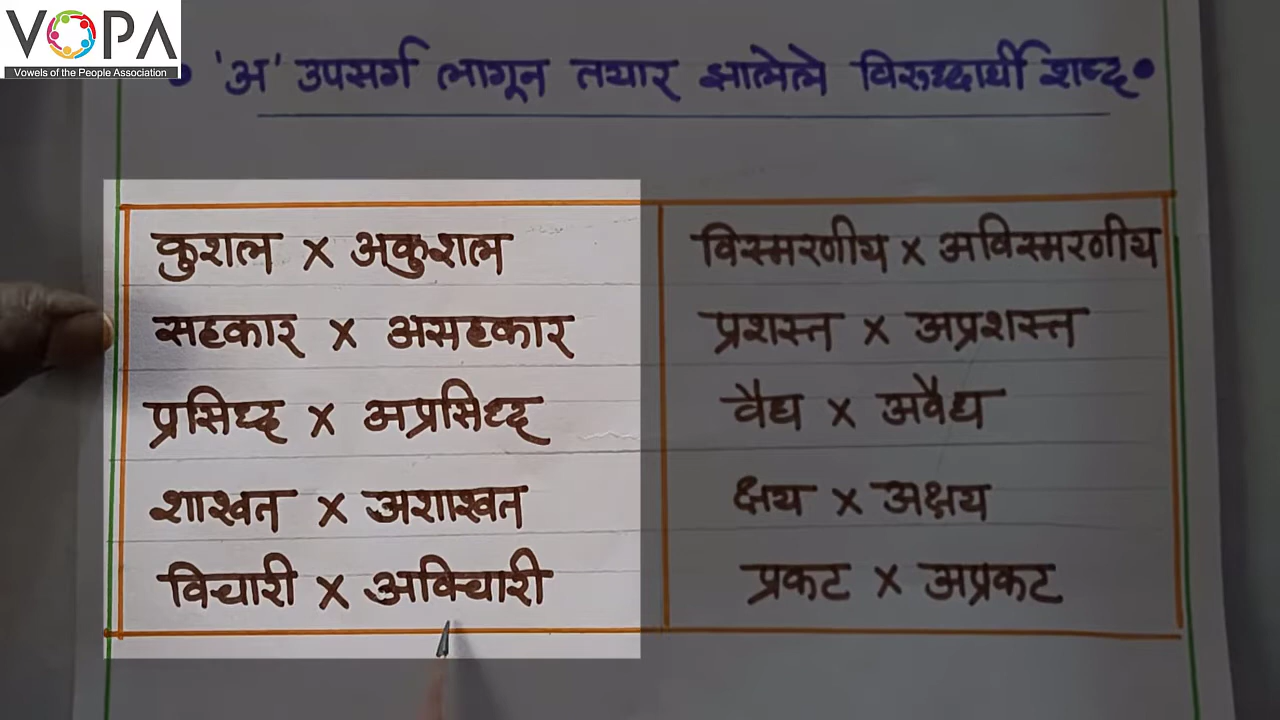 VOPA
Vowels of the People Association
'अ' उपसर्ग लागून तयार झालेले विरुद्धार्थी शब्द
कुशल x अकुशल
सहकार x असहकार
प्रसिध्द x अप्रसिध्द
शाश्वत x अशाश्वत
विचारी x अविचारी
विस्मरणीय x अविस्मरणीय
प्रशस्त x अप्रशस्त
वैद्य x अवैद्य
क्षय x अक्षय
प्रकट x अप्रकट